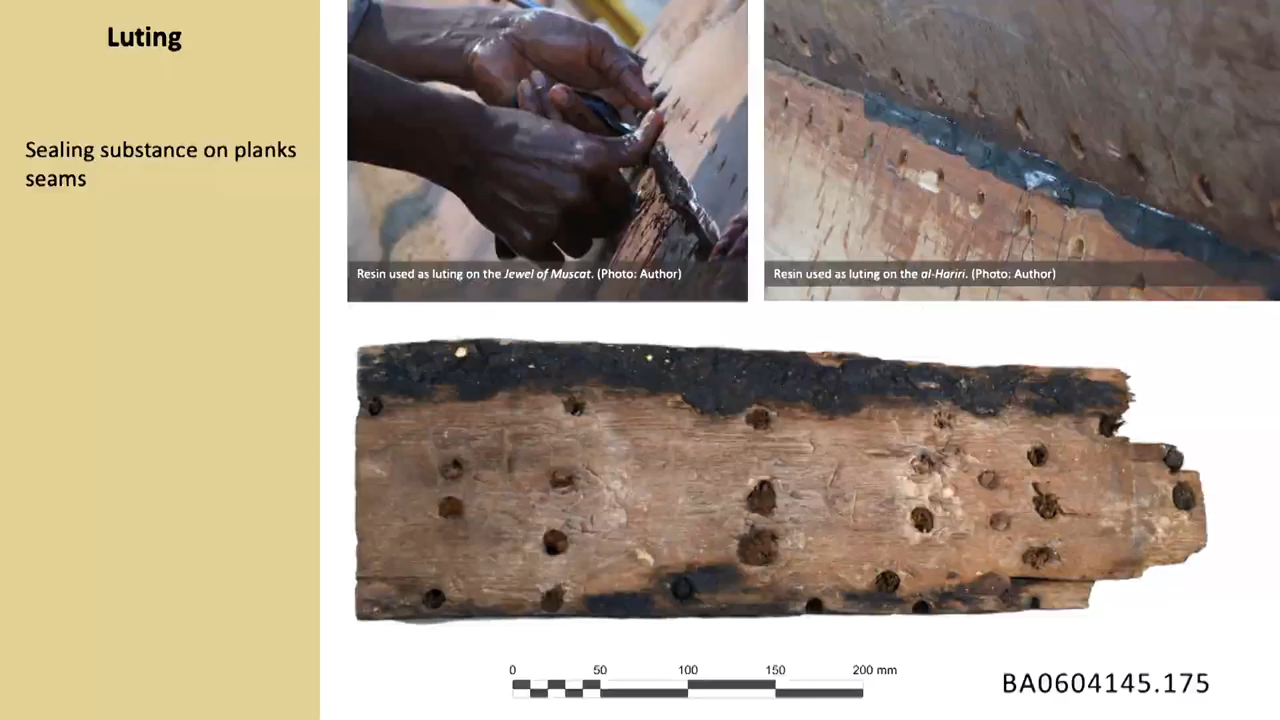 Luting
Sealing substance on planks
seams
Resin used as luting on the Jewel of Muscat. (Photo: Author)
Resin used as luting on the al-Hariri. (Photo: Author)
0 50 100 150 200 mm
BA0604145.175